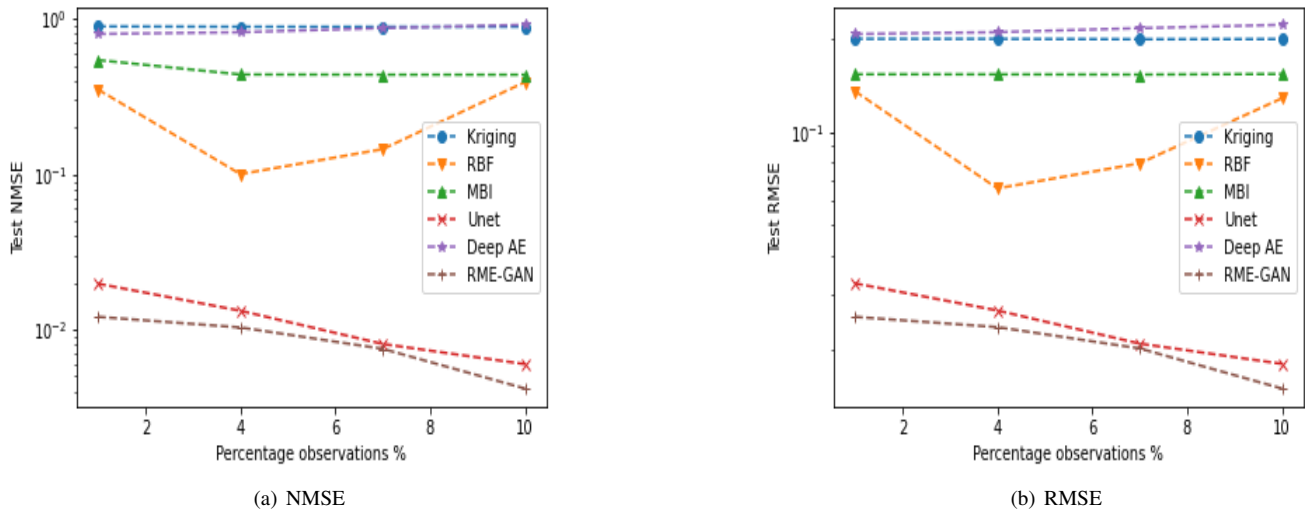 10⁰
10⁻¹
10⁻²
Test NMSE
Kriging
RBF
MBI
Unet
Deep AE
RME-GAN
2 4 6 8 10
Percentage observations %
(a) NMSE
10⁻¹
Test RMSE
Kriging
RBF
MBI
Unet
Deep AE
RME-GAN
2 4 6 8 10
Percentage observations %
(b) RMSE